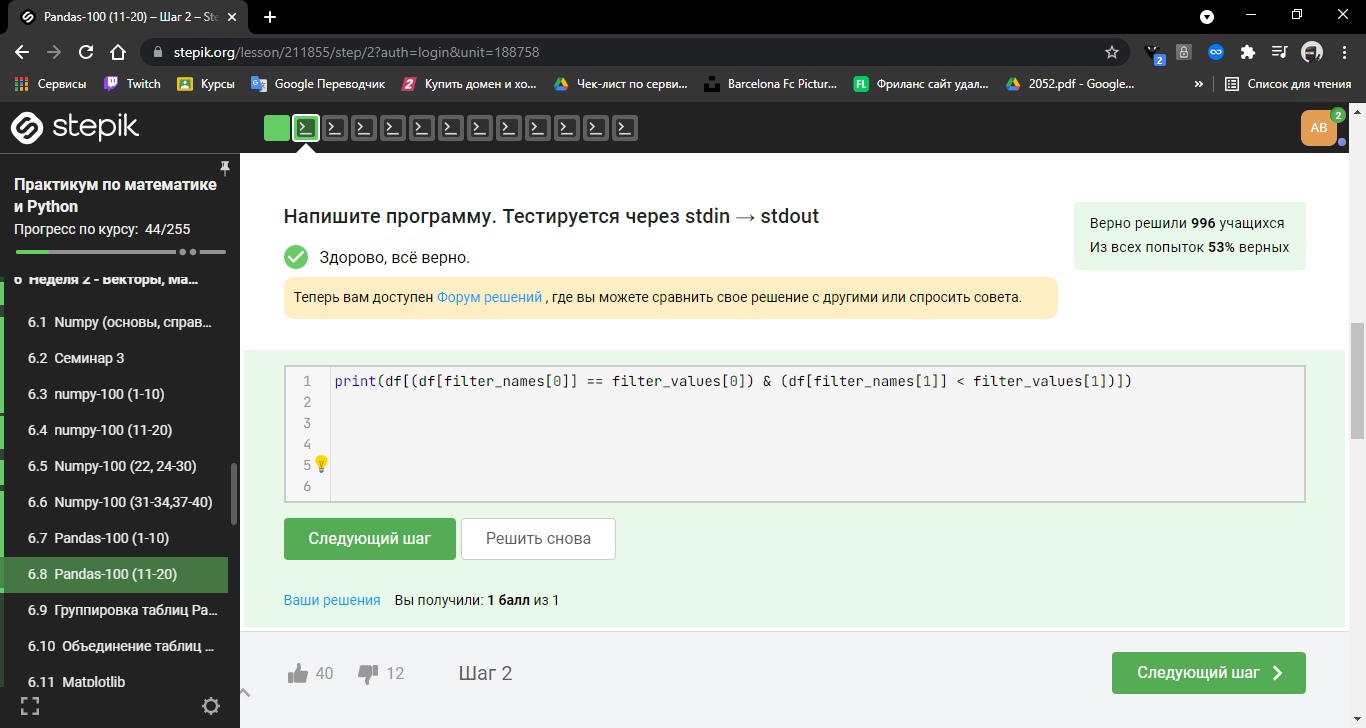 Pandas-100 (11-20) – Шаг 2 – Ste
stepik.org/lesson/211855/step/2?auth=login&unit=188758
2
Сервисы Twitch Курсы Google Переводчик Купить домен и хо... Чек-лист по серви... Barcelona Fc Pictur... FL Фриланс сайт удал... 2052.pdf - Google... » Список для чтения
stepik
AB 2
Практикум по математике
и Python
Прогресс по курсу: 44/255
6 Неделя 2 - Векторы, Ма...
6.1 Numpy (основы, справ...
6.2 Семинар 3
6.3 numpy-100 (1-10)
6.4 numpy-100 (11-20)
6.5 Numpy-100 (22, 24-30)
6.6 Numpy-100 (31-34,37-40)
6.7 Pandas-100 (1-10)
6.8 Pandas-100 (11-20)
6.9 Группировка таблиц Pa...
6.10 Объединение таблиц ...
6.11 Matplotlib
Напишите программу. Тестируется через stdin → stdout
Здорово, всё верно.
Теперь вам доступен Форум решений , где вы можете сравнить свое решение с другими или спросить совета.
Верно решили 996 учащихся
Из всех попыток 53% верных
1 print(df[(df[filter_names[0]] == filter_values[0]) & (df[filter_names[1]] < filter_values[1])])
2
3
4
5
6
Следующий шаг Решить снова
Ваши решения Вы получили: 1 балл из 1
40 12 Шаг 2 Следующий шаг